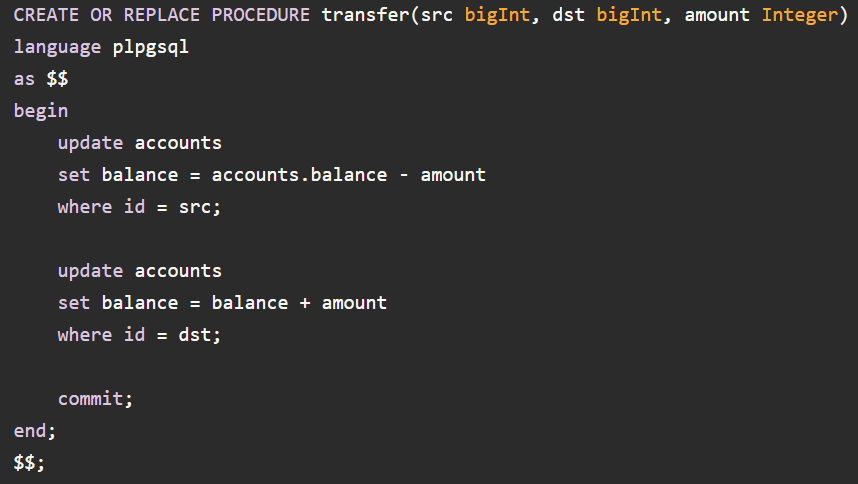 CREATE OR REPLACE PROCEDURE transfer(src bigInt, dst bigInt, amount Integer)
language plpgsql
as $$
begin
    update accounts
    set balance = accounts.balance - amount
    where id = src;

    update accounts
    set balance = balance + amount
    where id = dst;

    commit;
end;
$$;